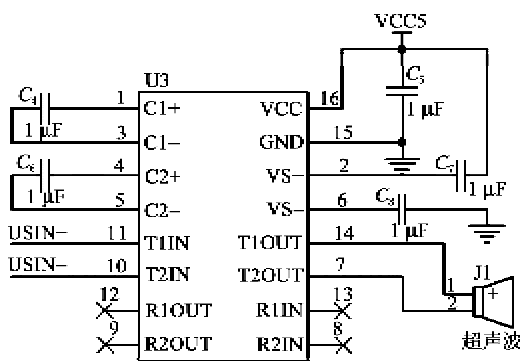 VCC5
U3
C4 1 C1+ VCC 16 C5
1 μF 3 C1− GND 15 1 μF
C6 4 C2+ VS− 2 C7
1 μF 5 C2− VS− 6 C8 1 μF
USIN− 11 T1IN T1OUT 14 1 μF
USIN− 10 T2IN T2OUT 7 J1
12 R1OUT R1IN 13 1 +
9 R2OUT R2IN 8 2
超声波